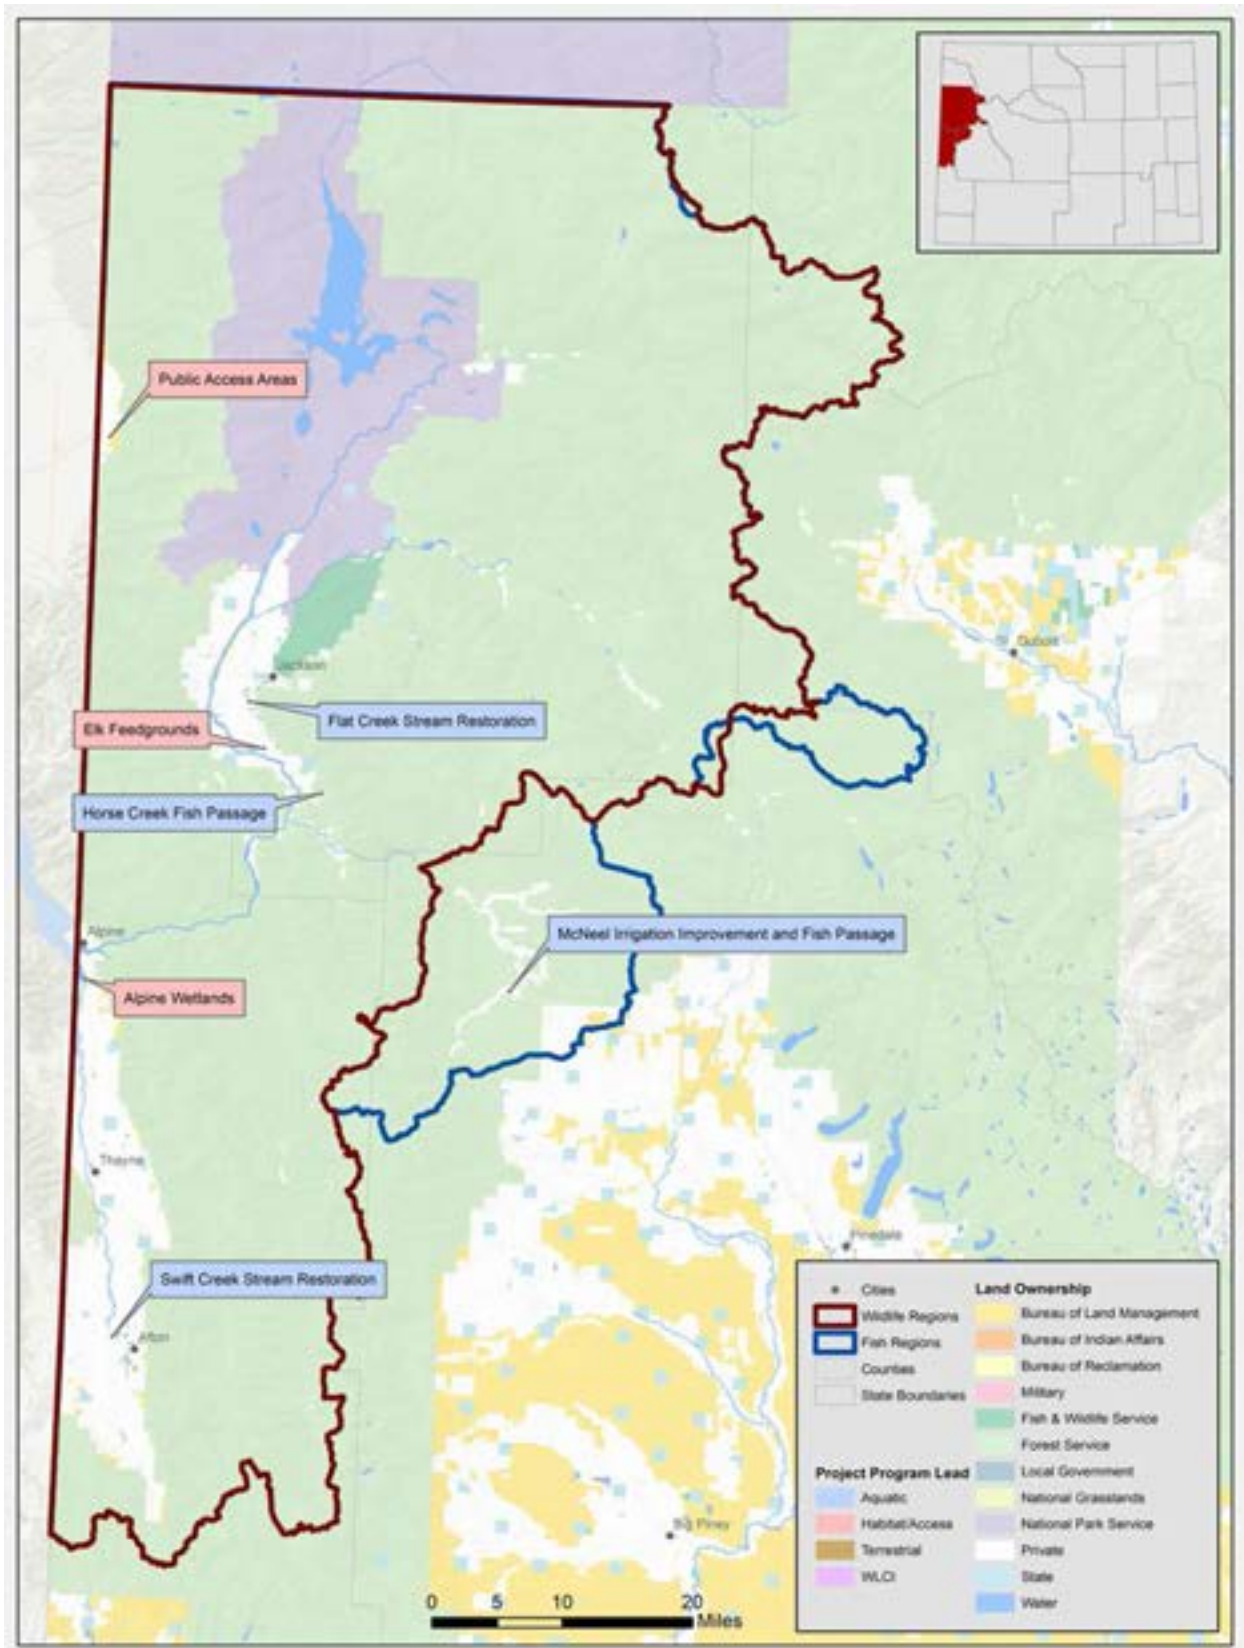 Public Access Areas
Dubois
Jackson
Flat Creek Stream Restoration
Elk Feedgrounds
Horse Creek Fish Passage
McNeel Irrigation Improvement and Fish Passage
Alpine
Alpine Wetlands
Thayne
Pinedale
Swift Creek Stream Restoration
Afton
Big Piney
0 5 10 20
Miles
Cities
Wildlife Regions
Fish Regions
Counties
State Boundaries
Project Program Lead
Aquatic
Habitat/Access
Terrestrial
WLCI
Land Ownership
Bureau of Land Management
Bureau of Indian Affairs
Bureau of Reclamation
Military
Fish & Wildlife Service
Forest Service
Local Government
National Grasslands
National Park Service
Private
State
Water